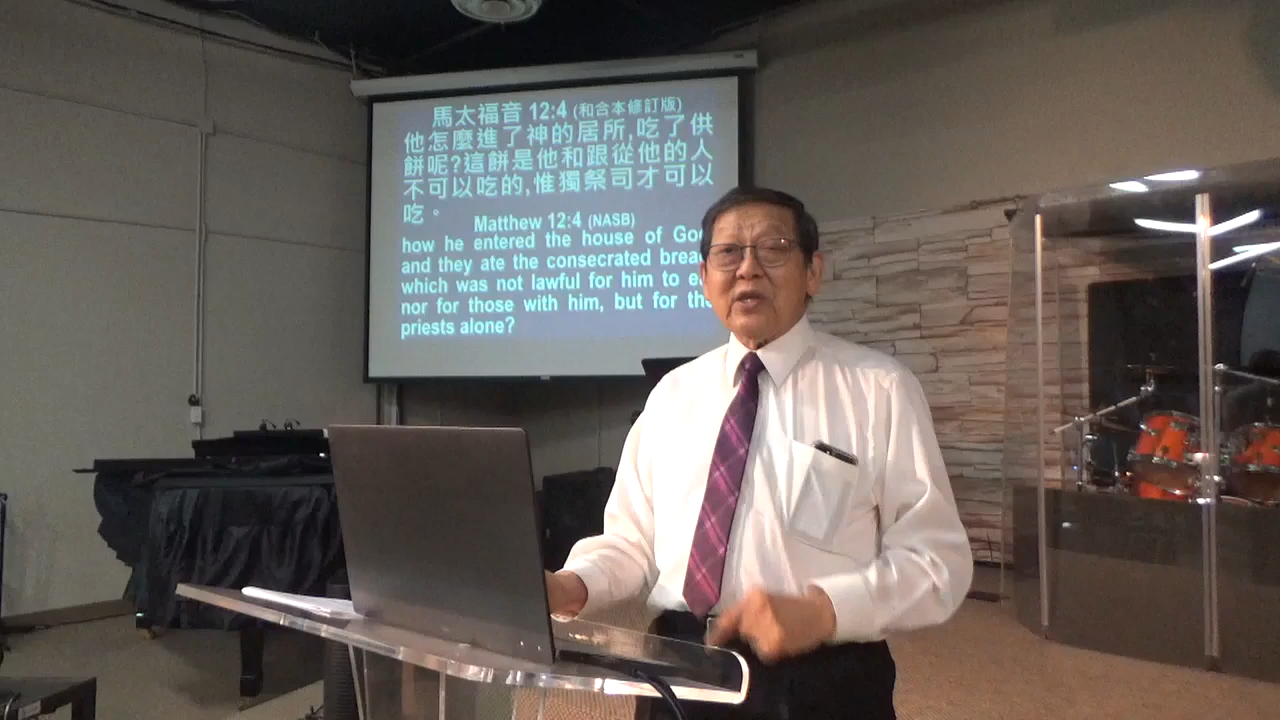 馬太福音 12:4 (和合本修訂版)
他怎麼進了神的居所,吃了供
餅呢?這餅是他和跟從他的人
不可以吃的,惟獨祭司才可以
吃。
Matthew 12:4 (NASB)
how he entered the house of
and they ate the consecrated
which was not lawful for him to
nor for those with him, but for
priests alone?